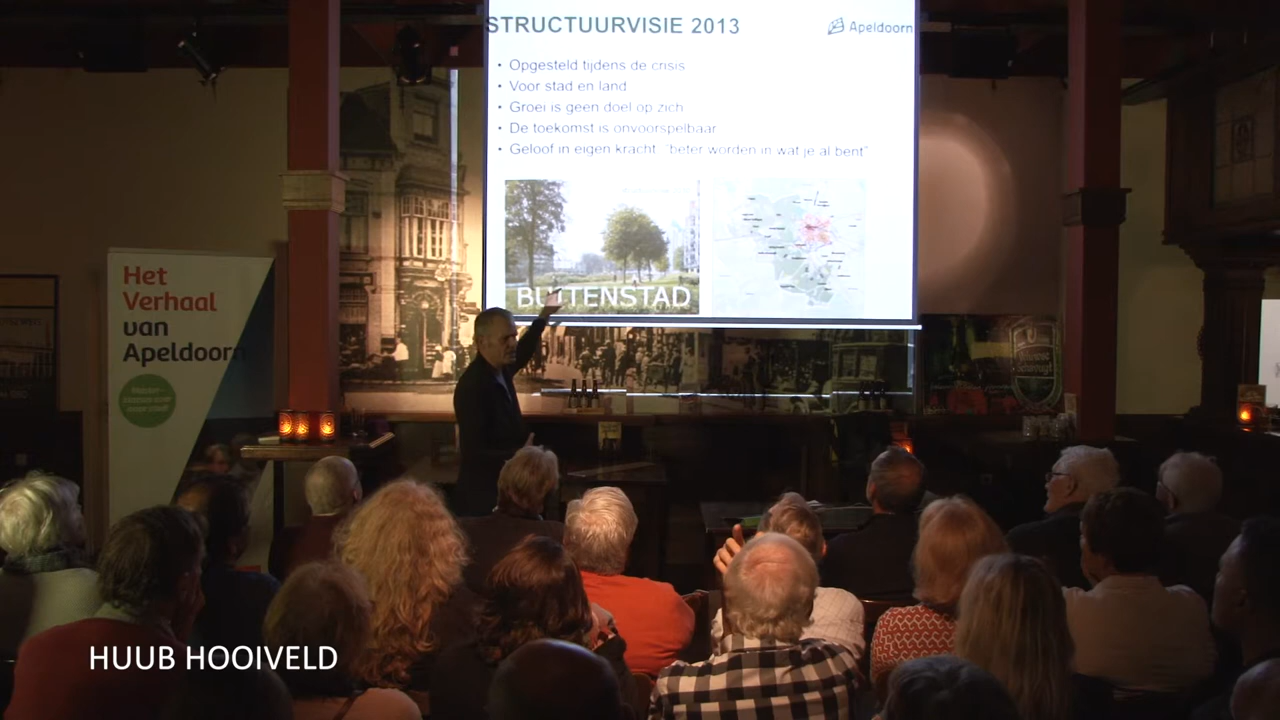 STRUCTUURVISIE 2013
Apeldoorn
• Opgesteld tijdens de crisis
• Voor stad en land
• Groei is geen doel op zich
• De toekomst is onvoorspelbaar
• Geloof in eigen kracht "beter worden in wat je al bent"
BUITENSTAD
Het
Verhaal
van
Apeldoorn
HUUB HOOIVELD